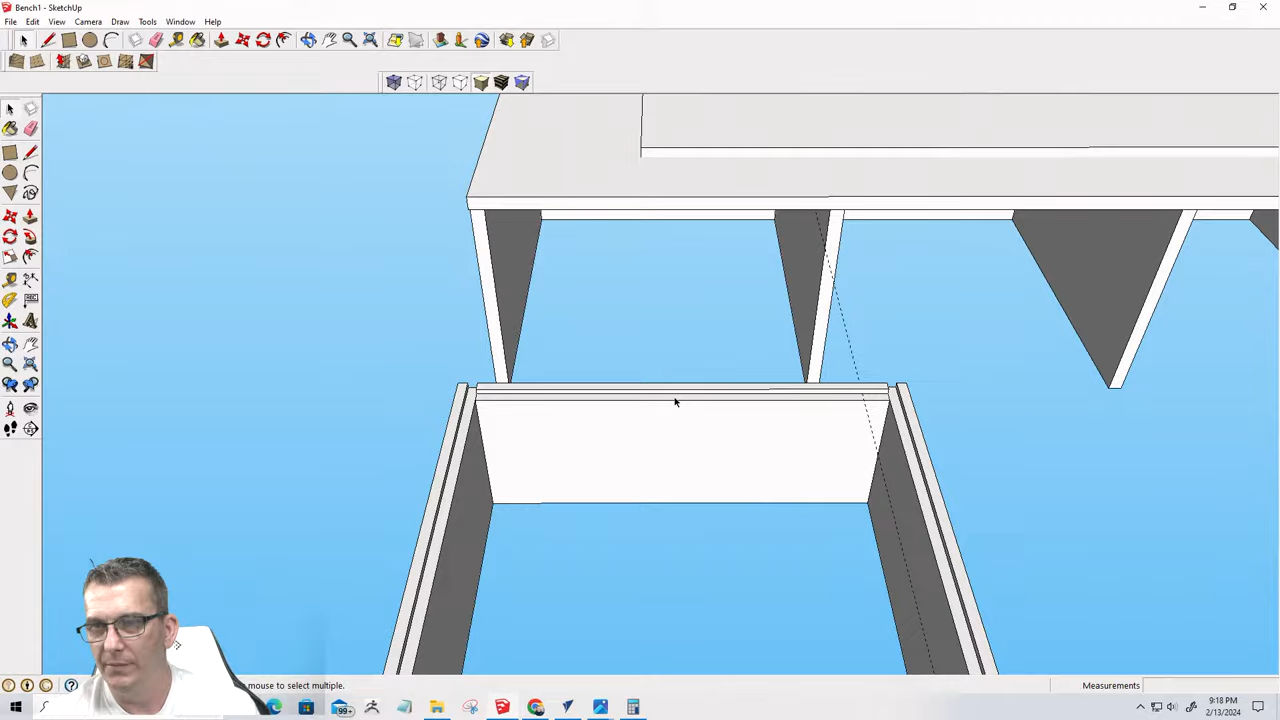 Bench1 - SketchUp
File Edit View Camera Draw Tools Window Help
mouse to select multiple. Measurements
99+
9:18 PM
2/13/2024